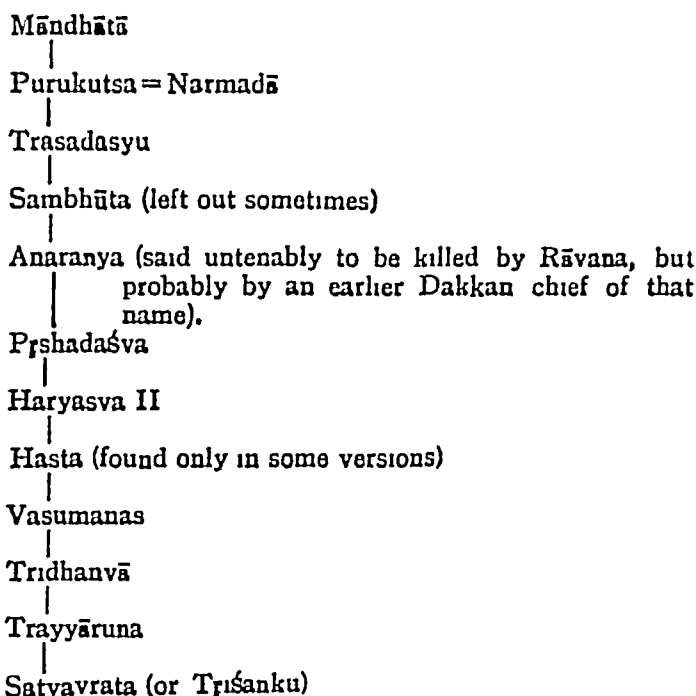 Māndhātā
Purukutsa = Narmadā
Trasadasyu
Sambhūta (left out sometimes)
Anaranya (said untenably to be killed by Rāvana, but
probably by an earlier Dakkan chief of that
name).
Pṛshadaśva
Haryasva II
Hasta (found only in some versions)
Vasumanas
Tridhanvā
Trayyāruna
Satyavrata (or Tṛiśanku)